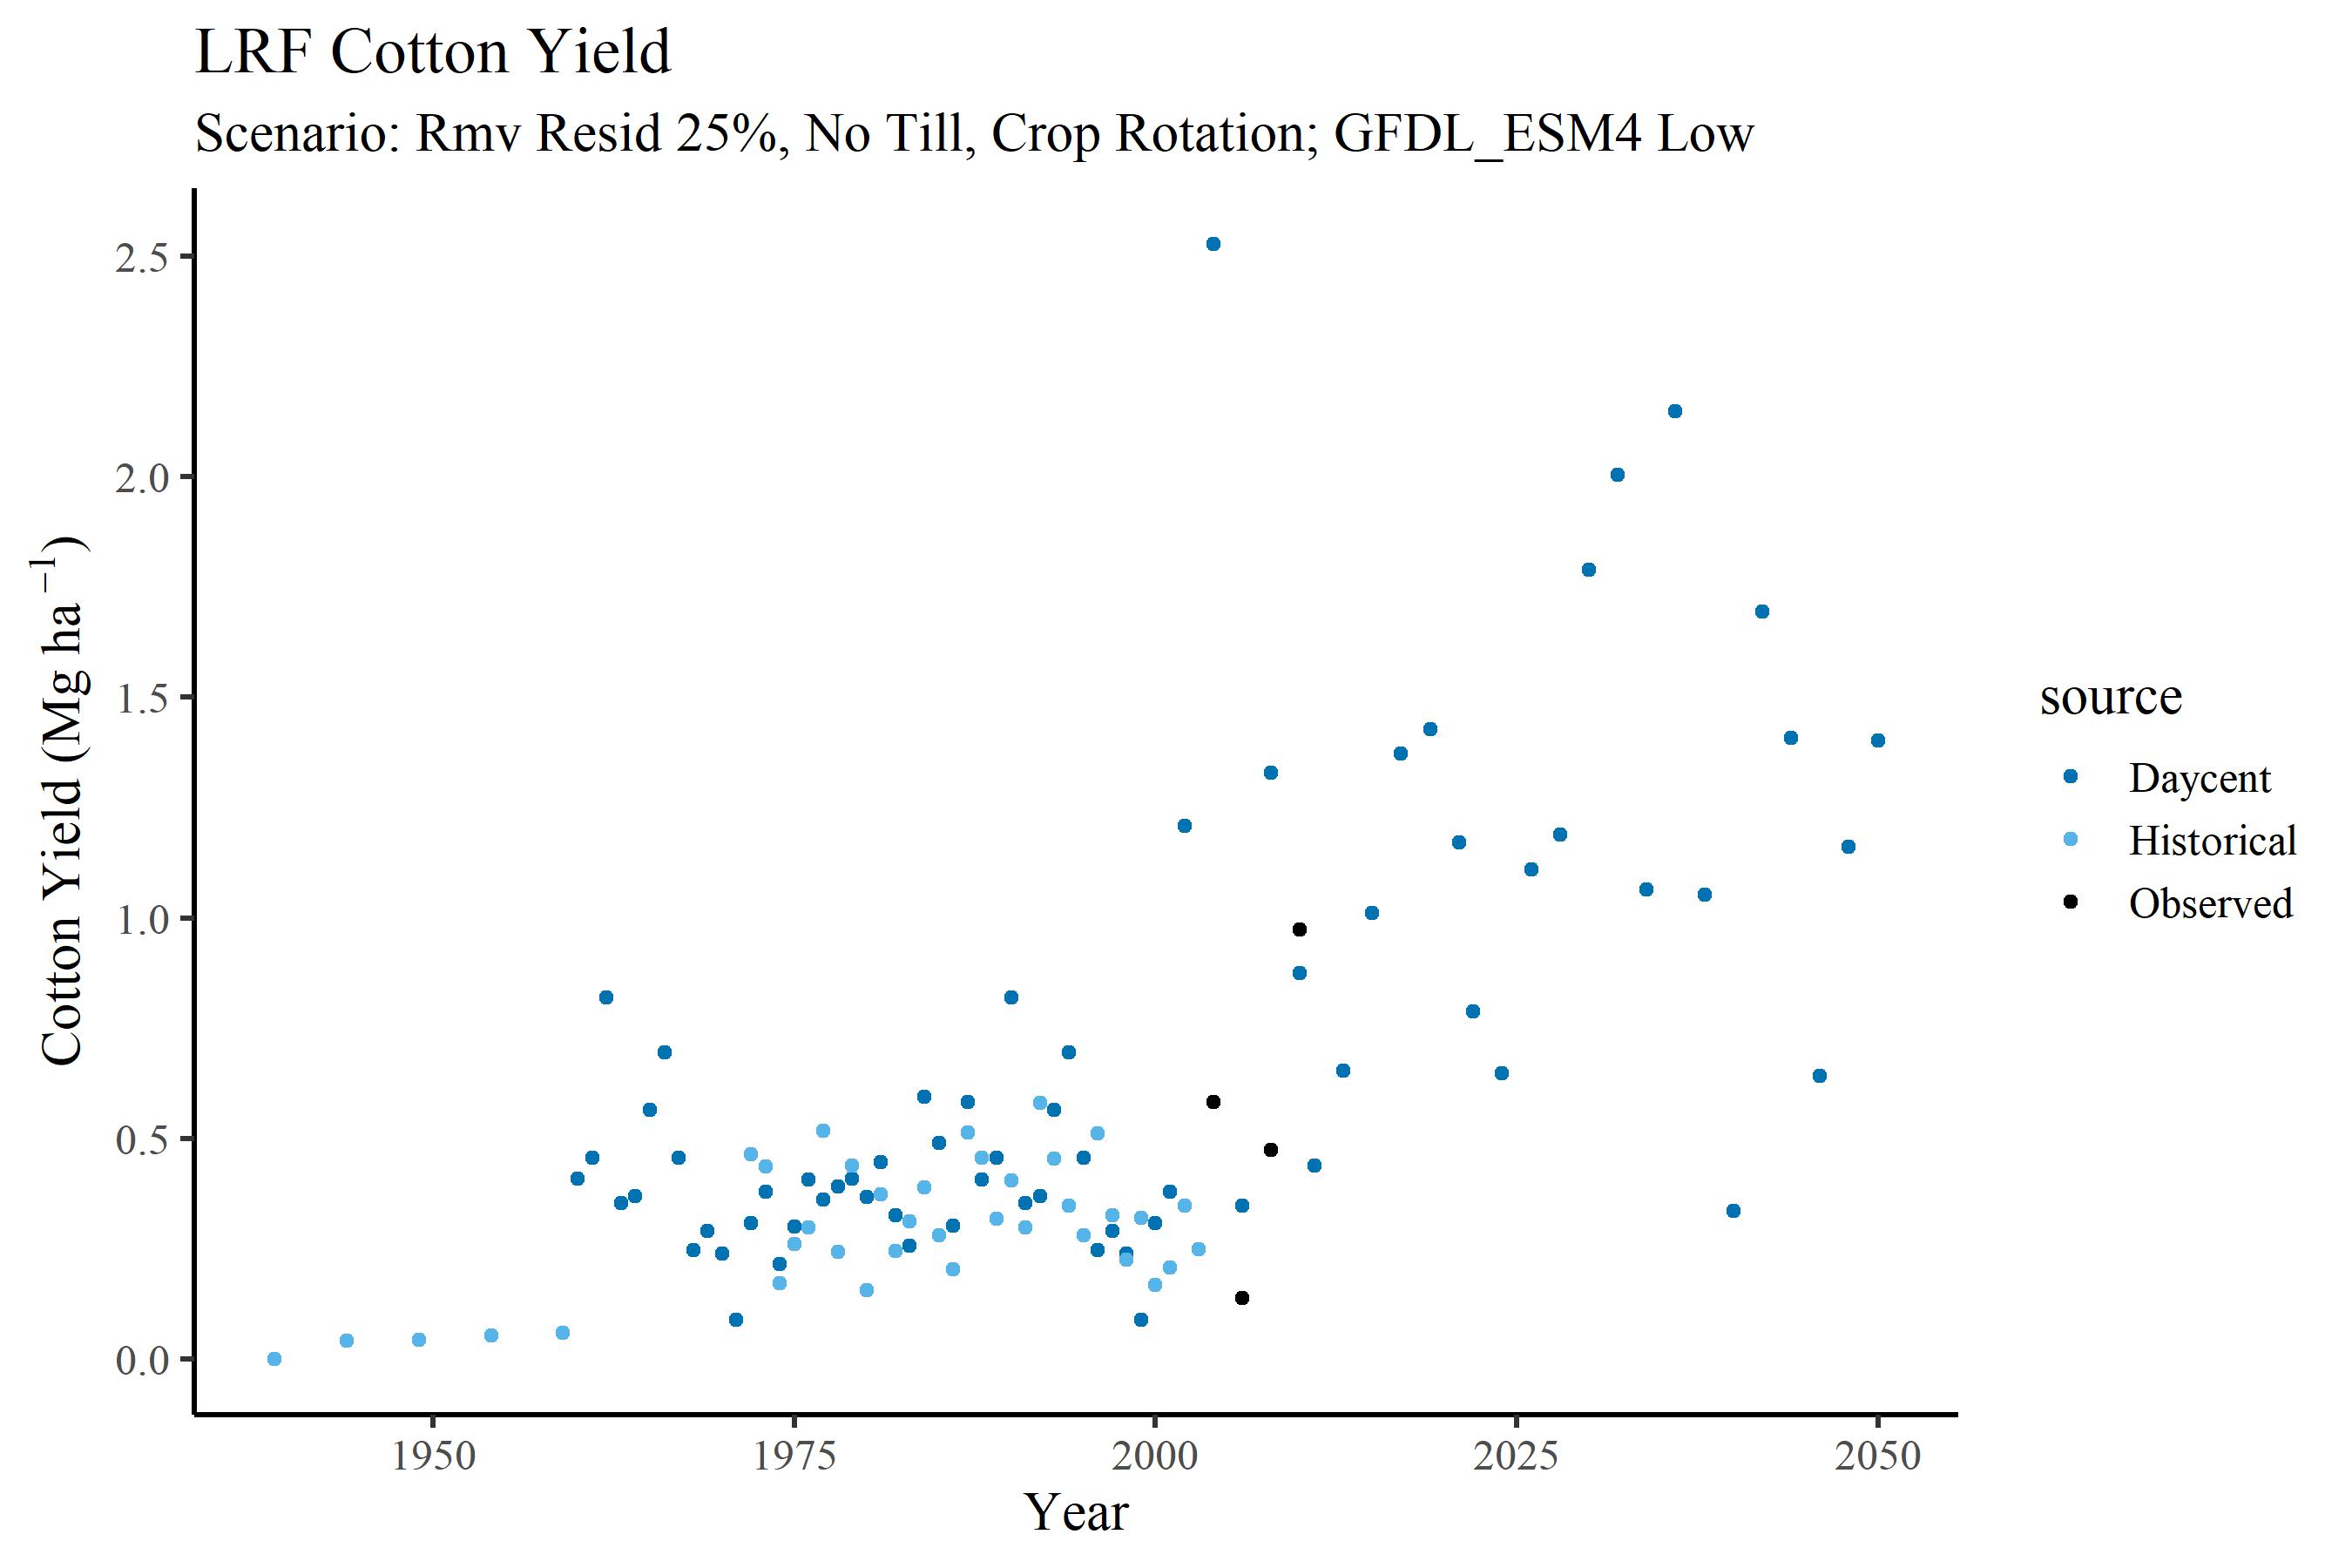 LRF Cotton Yield
Scenario: Rmv Resid 25%, No Till, Crop Rotation; GFDL_ESM4 Low
2.5
2.0
1.5
1.0
0.5
0.0
Cotton Yield (Mg ha⁻¹)
1950 1975 2000 2025 2050
Year
source
Daycent
Historical
Observed